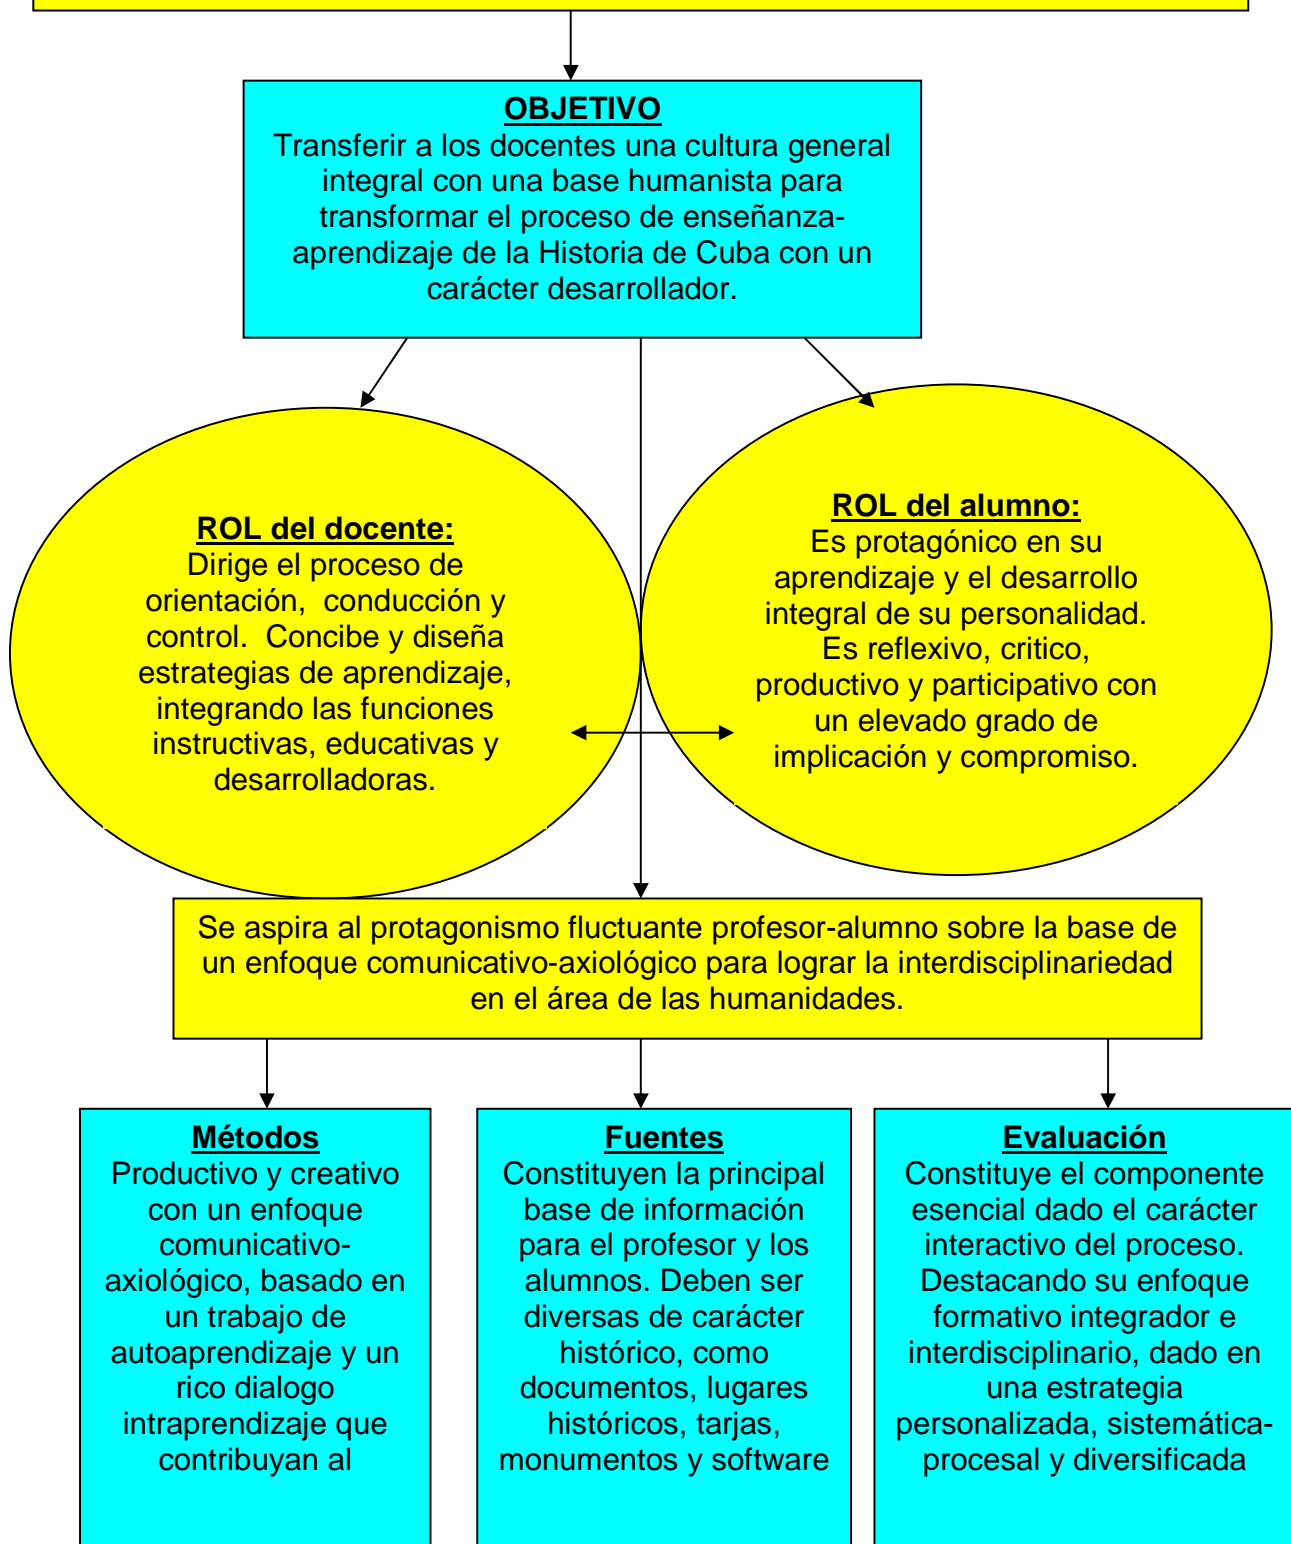 OBJETIVO
Transferir a los docentes una cultura general
integral con una base humanista para
transformar el proceso de enseñanza-
aprendizaje de la Historia de Cuba con un
carácter desarrollador.
ROL del docente:
Dirige el proceso de
orientación, conducción y
control. Concibe y diseña
estrategias de aprendizaje,
integrando las funciones
instructivas, educativas y
desarrolladoras.
ROL del alumno:
Es protagónico en su
aprendizaje y el desarrollo
integral de su personalidad.
Es reflexivo, critico,
productivo y participativo con
un elevado grado de
implicación y compromiso.
Se aspira al protagonismo fluctuante profesor-alumno sobre la base de
un enfoque comunicativo-axiológico para lograr la interdisciplinariedad
en el área de las humanidades.
Métodos
Productivo y creativo
con un enfoque
comunicativo-
axiológico, basado en
un trabajo de
autoaprendizaje y un
rico dialogo
intraprendizaje que
contribuyan al
Fuentes
Constituyen la principal
base de información
para el profesor y los
alumnos. Deben ser
diversas de carácter
histórico, como
documentos, lugares
históricos, tarjas,
monumentos y software
Evaluación
Constituye el componente
esencial dado el carácter
interactivo del proceso.
Destacando su enfoque
formativo integrador e
interdisciplinario, dado en
una estrategia
personalizada, sistemática-
procesal y diversificada